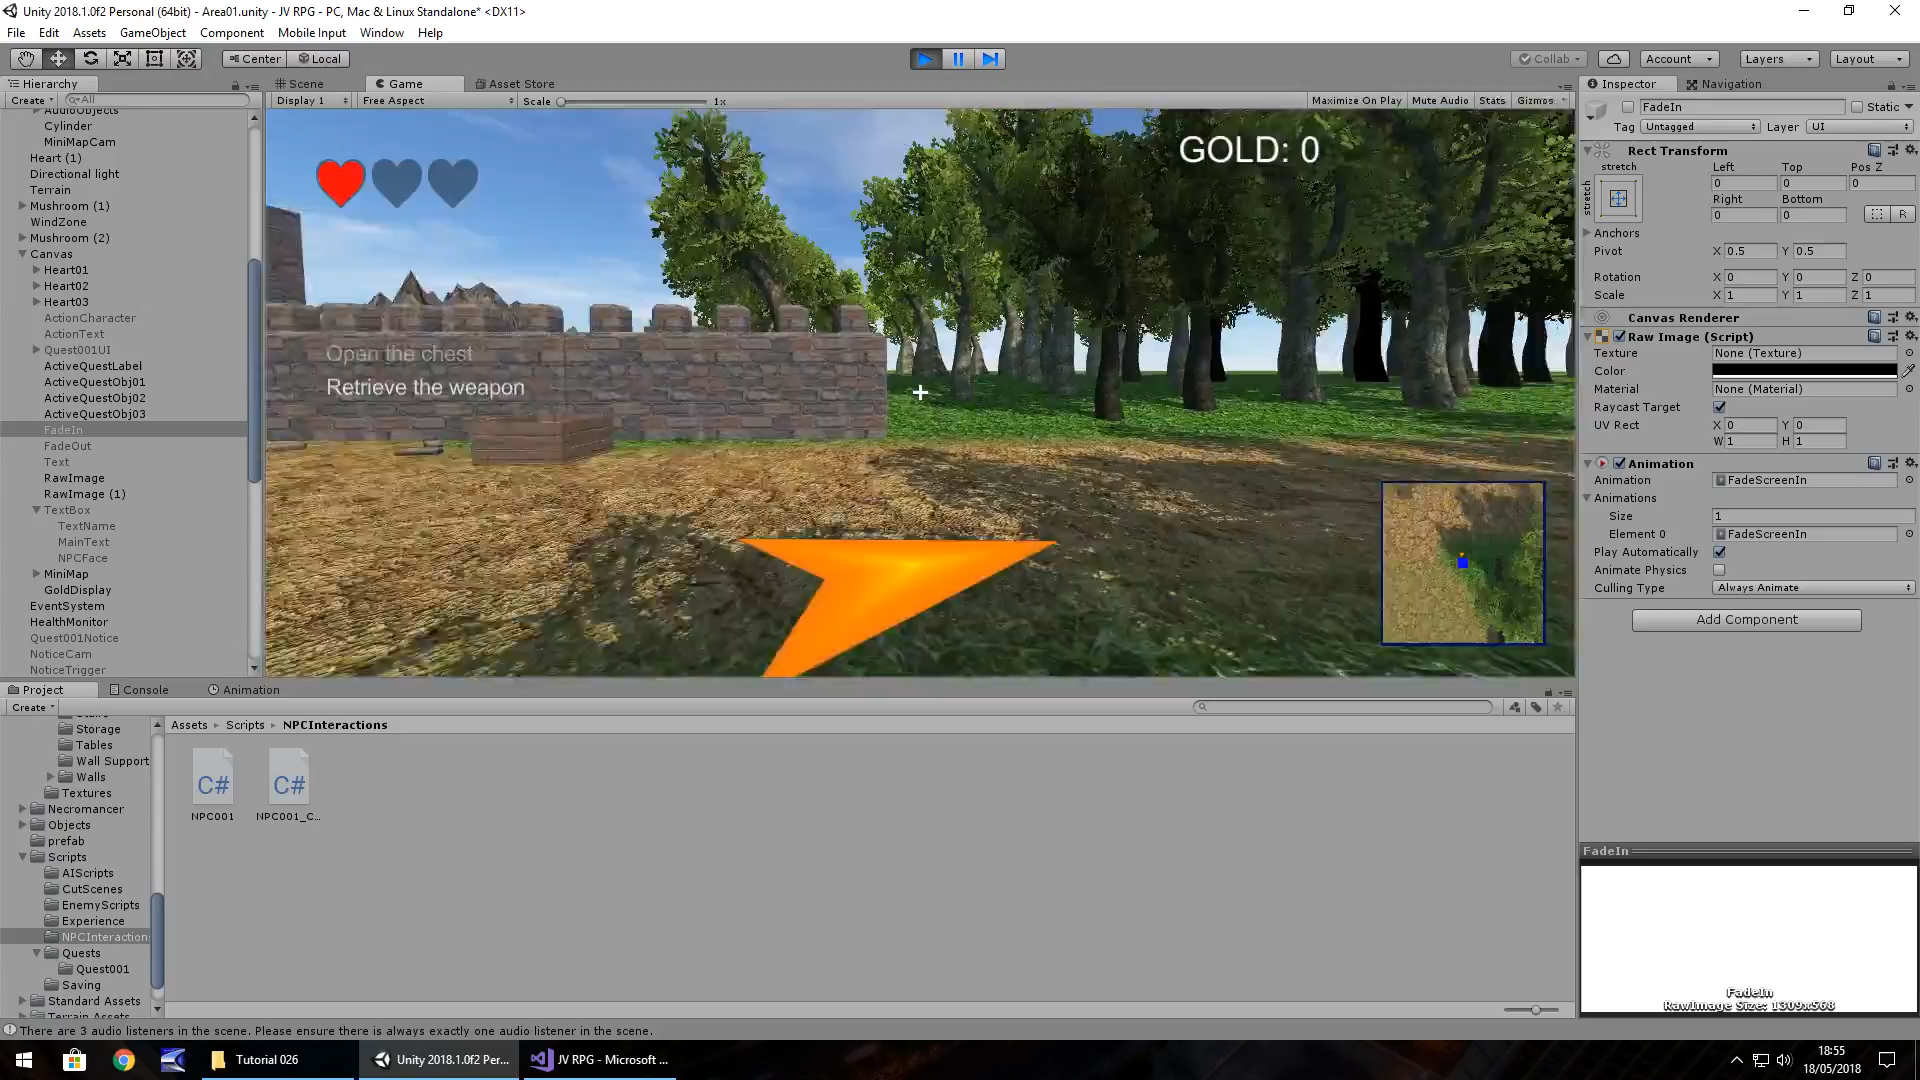 Unity 2018.1.0f2 Personal (64bit) - Area01.unity - JV RPG - PC, Mac & Linux Standalone* <DX11>
File Edit Assets GameObject Component Mobile Input Window Help
Center Local
Collab Account Layers Layout
Hierarchy
Create All
AudioObjects
Cylinder
MiniMapCam
Heart (1)
Directional light
Terrain
Mushroom (1)
WindZone
Mushroom (2)
Canvas
Heart01
Heart02
Heart03
ActionCharacter
ActionText
Quest001UI
ActiveQuestLabel
ActiveQuestObj01
ActiveQuestObj02
ActiveQuestObj03
FadeIn
FadeOut
Text
RawImage
RawImage (1)
TextBox
TextName
MainText
NPCFace
MiniMap
GoldDisplay
EventSystem
HealthMonitor
Quest001Notice
NoticeCam
NoticeTrigger
Scene Game Asset Store
Display 1 Free Aspect Scale 1x Maximize On Play Mute Audio Stats Gizmos
GOLD: 0
Open the chest
Retrieve the weapon
Inspector Navigation
FadeIn Static
Tag Untagged Layer UI
Rect Transform
stretch
stretch
Left Top Pos Z
0 0 0
Right Bottom
0 0 R
Anchors
Pivot X 0.5 Y 0.5
Rotation X 0 Y 0 Z 0
Scale X 1 Y 1 Z 1
Canvas Renderer
Raw Image (Script)
Texture None (Texture)
Color
Material None (Material)
Raycast Target
UV Rect X 0 Y 0
W 1 H 1
Animation
Animation FadeScreenIn
Animations
Size 1
Element 0 FadeScreenIn
Play Automatically
Animate Physics
Culling Type Always Animate
Add Component
FadeIn
FadeIn
RawImage Size: 1309x568
Project Console Animation
Create
Storage
Tables
Wall Support
Walls
Textures
Necromancer
Objects
prefab
Scripts
AIScripts
CutScenes
EnemyScripts
Experience
NPCInteraction
Quests
Quest001
Saving
Standard Assets
Terrain Assets
Assets Scripts NPCInteractions
C# C#
NPC001 NPC001_C...
There are 3 audio listeners in the scene. Please ensure there is always exactly one audio listener in the scene.
Tutorial 026
Unity 2018.1.0f2 Per...
JV RPG - Microsoft ...
18:55
18/05/2018